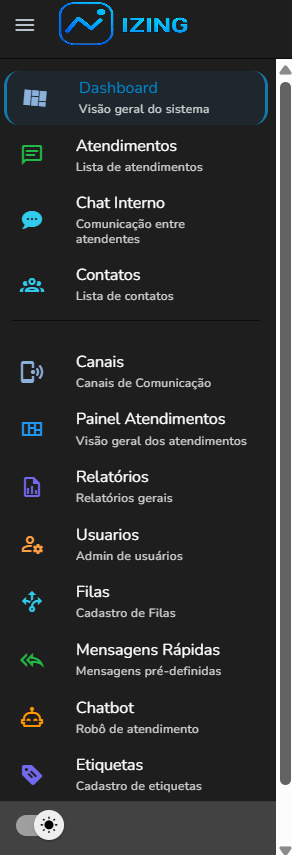 IZING
Dashboard
Visão geral do sistema
Atendimentos
Lista de atendimentos
Chat Interno
Comunicação entre
atendentes
Contatos
Lista de contatos
Canais
Canais de Comunicação
Painel Atendimentos
Visão geral dos atendimentos
Relatórios
Relatórios gerais
Usuarios
Admin de usuários
Filas
Cadastro de Filas
Mensagens Rápidas
Mensagens pré-definidas
Chatbot
Robô de atendimento
Etiquetas
Cadastro de etiquetas